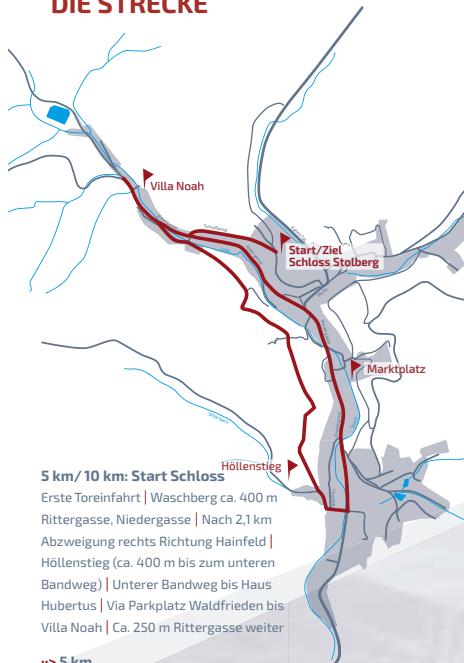 DIE STRECKE
Villa Noah
Start/Ziel
Schloss Stolberg
Marktplatz
Höllenstieg
5 km/10 km: Start Schloss
Erste Toreinfahrt | Waschberg ca. 400 m
Rittergasse, Niedergasse | Nach 2,1 km
Abzweigung rechts Richtung Hainfeld |
Höllenstieg (ca. 400 m bis zum unteren
Bandweg) | Unterer Bandweg bis Haus
Hubertus | Via Parkplatz Waldfrieden bis
Villa Noah | Ca. 250 m Rittergasse weiter